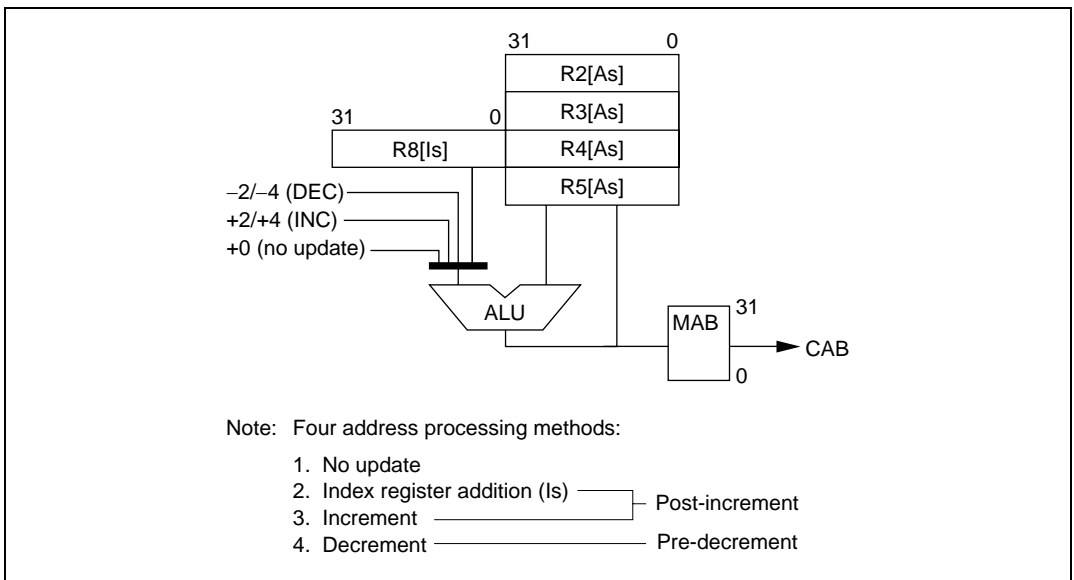 31 0
R2[As]
R3[As]
31 0
R8[Is] R4[As]
R5[As]
−2/−4 (DEC)
+2/+4 (INC)
+0 (no update)
ALU
MAB 31
CAB
0
Note: Four address processing methods:
1. No update
2. Index register addition (Is)
Post-increment
3. Increment
4. Decrement Pre-decrement